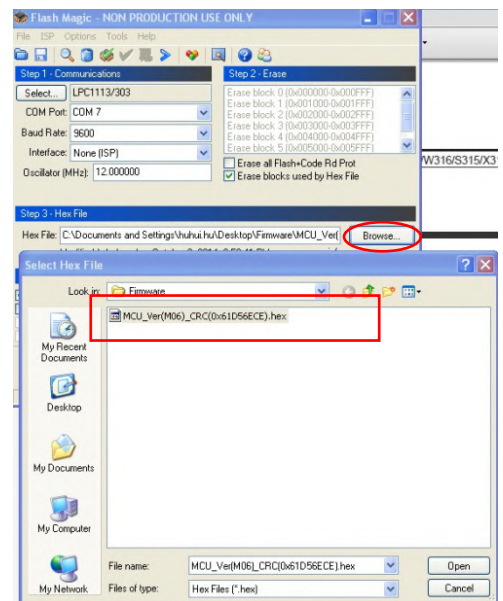 Flash Magic - NON PRODUCTION USE ONLY
File ISP Options Tools Help
Step 1 - Communications
Select... LPC1113/303
COM Port: COM 7
Baud Rate: 9600
Interface: None (ISP)
Oscillator (MHz): 12.000000
Step 2 - Erase
Erase block 0 (0x000000-0x000FFF)
Erase block 1 (0x001000-0x001FFF)
Erase block 2 (0x002000-0x002FFF)
Erase block 3 (0x003000-0x003FFF)
Erase block 4 (0x004000-0x004FFF)
Erase block 5 (0x005000-0x005FFF)
Erase all Flash+Code Rd Prot
Erase blocks used by Hex File
W316/S315/X31
Step 3 - Hex File
Hex File: C:\Documents and Settings\huhui.hu\Desktop\Firmware\MCU_Ver( Browse...
Select Hex File
Look in: Firmware
MCU_Ver(M06)_CRC(0x61D56ECE).hex
My Recent
Documents
Desktop
My Documents
My Computer
My Network
File name: MCU_Ver(M06)_CRC(0x61D56ECE).hex Open
Files of type: Hex Files (*.hex) Cancel